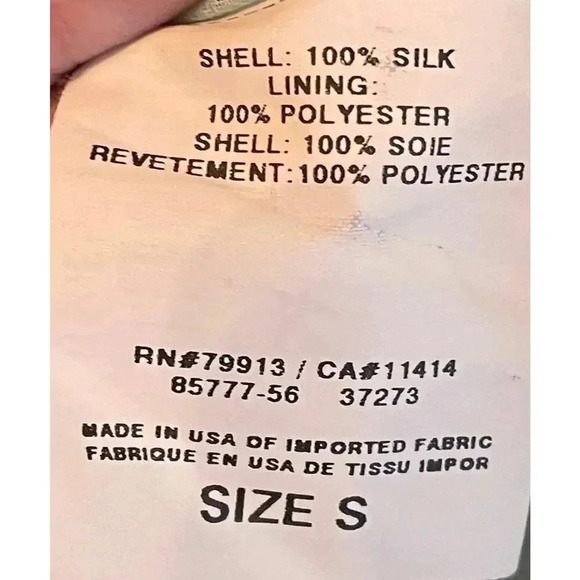 SHELL: 100% SILK
LINING:
100% POLYESTER
SHELL: 100% SOIE
REVETEMENT:100% POLYESTER
RN#79913 / CA#11414
85777-56 37273
MADE IN USA OF IMPORTED FABRIC
FABRIQUE EN USA DE TISSU IMPOR
SIZE S